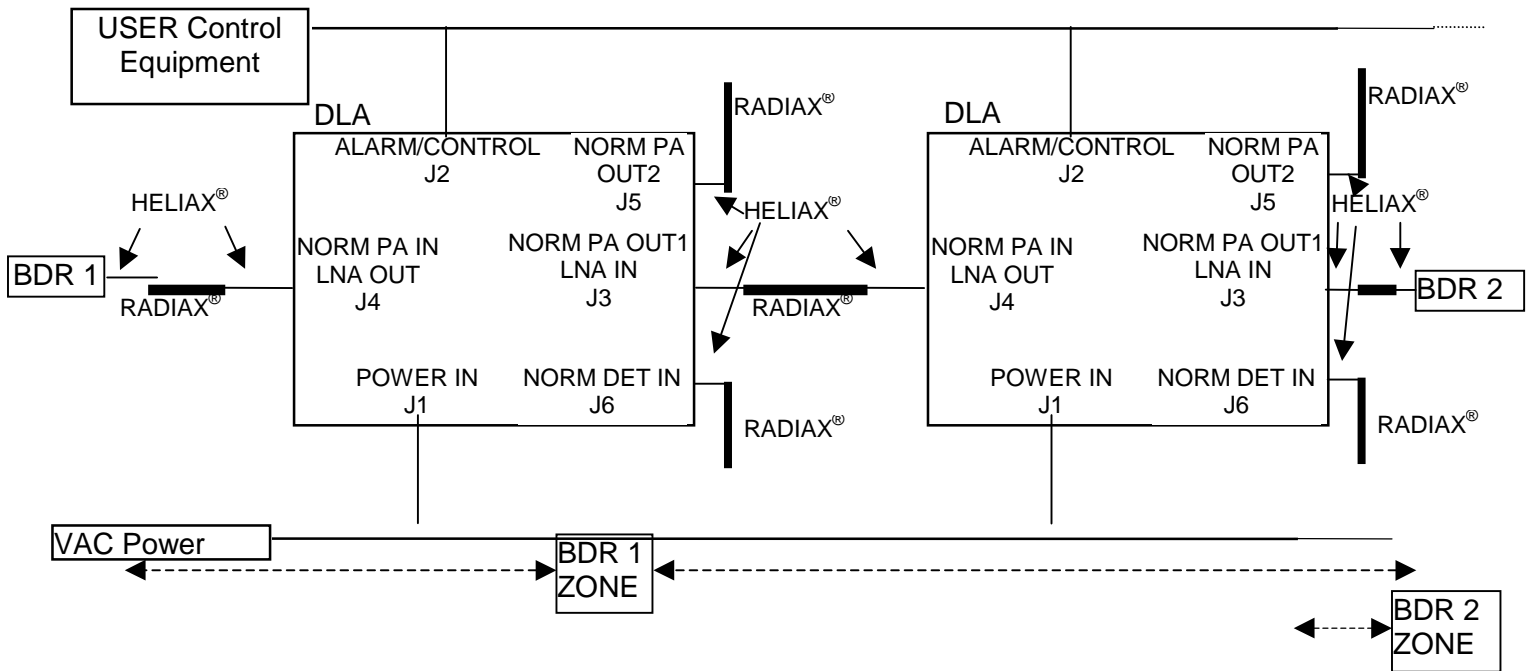 USER Control
Equipment
DLA
ALARM/CONTROL
J2
NORM PA
OUT2
J5
RADIAX®
HELIAX®
BDR 1
RADIAX®
NORM PA IN
LNA OUT
J4
NORM PA OUT1
LNA IN
J3
HELIAX®
RADIAX®
POWER IN
J1
NORM DET IN
J6
RADIAX®
DLA
ALARM/CONTROL
J2
NORM PA
OUT2
J5
RADIAX®
HELIAX®
NORM PA IN
LNA OUT
J4
NORM PA OUT1
LNA IN
J3
BDR 2
POWER IN
J1
NORM DET IN
J6
RADIAX®
VAC Power
BDR 1
ZONE
BDR 2
ZONE